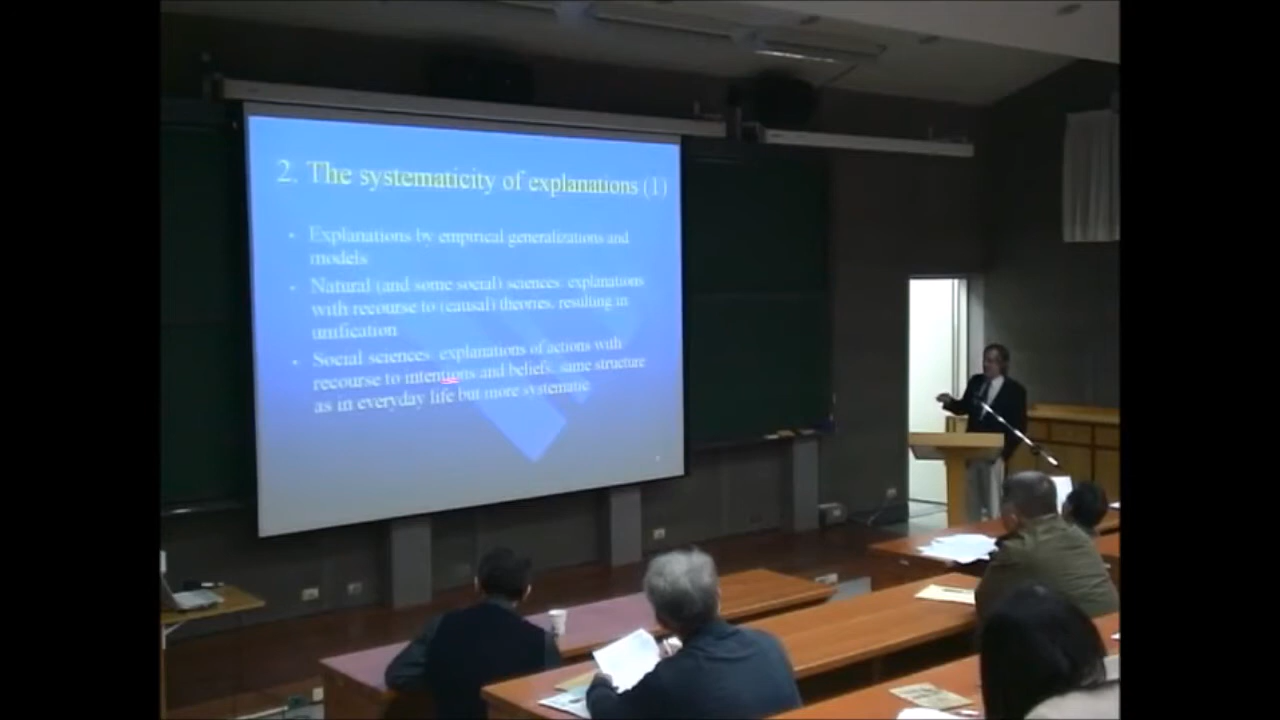 2. The systematicity of explanations (1)
- Explanations by empirical generalizations and
models
- Natural (and some social) sciences: explanations
with recourse to (causal) theories, resulting in
unification
- Social sciences: explanations of actions with
recourse to intentions and beliefs: same structure
as in everyday life but more systematic